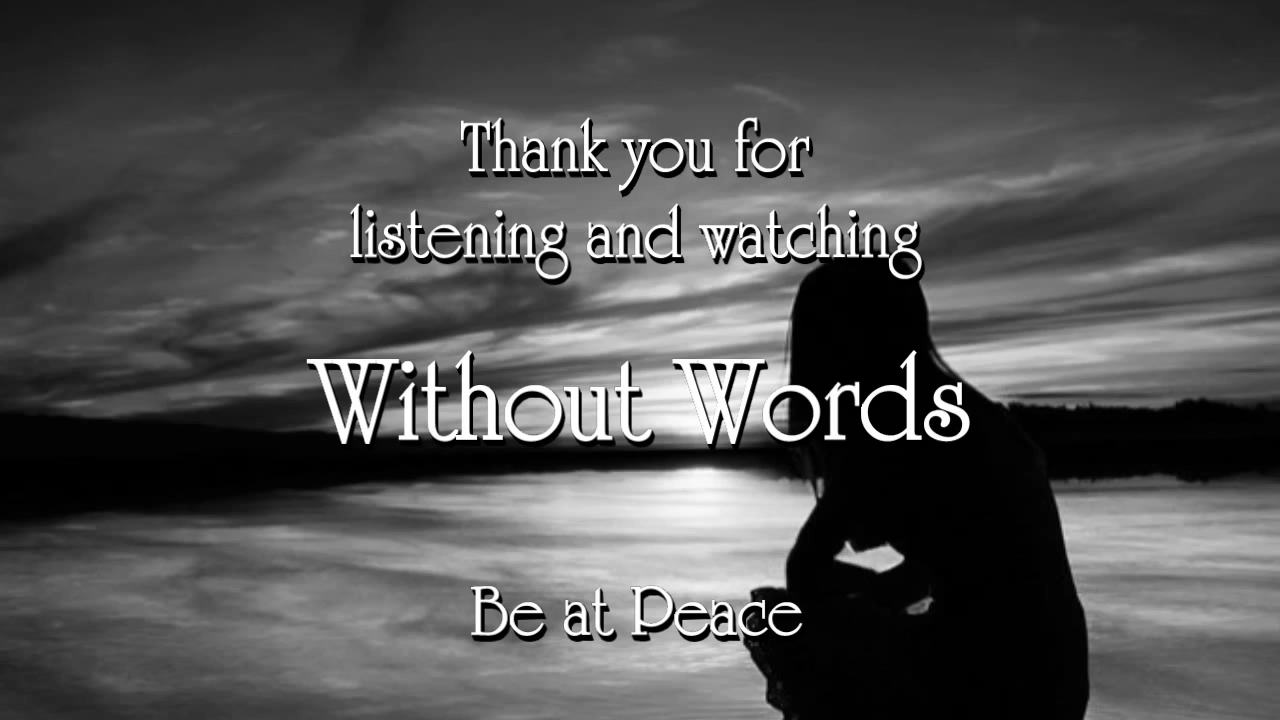 Thank you for
listening and watching
Without Words
Be at Peace